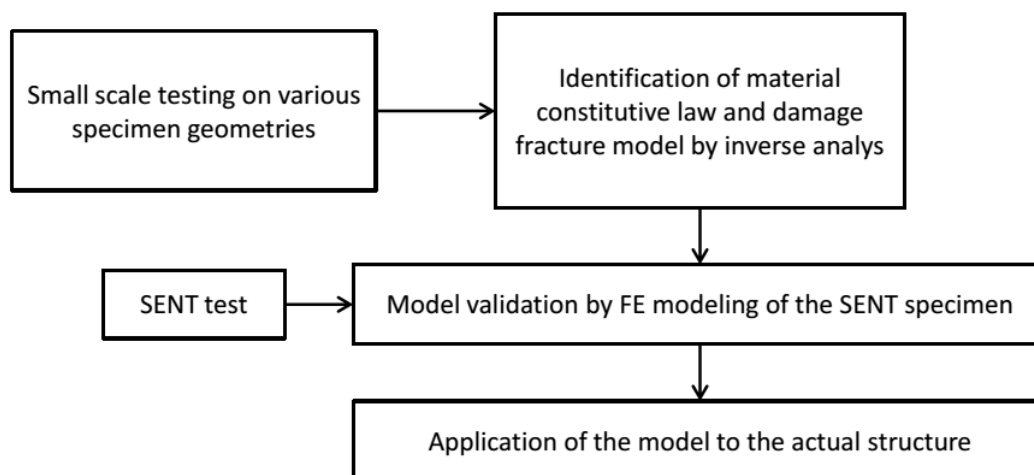 Small scale testing on various
specimen geometries
Identification of material
constitutive law and damage
fracture model by inverse analys
SENT test
Model validation by FE modeling of the SENT specimen
Application of the model to the actual structure